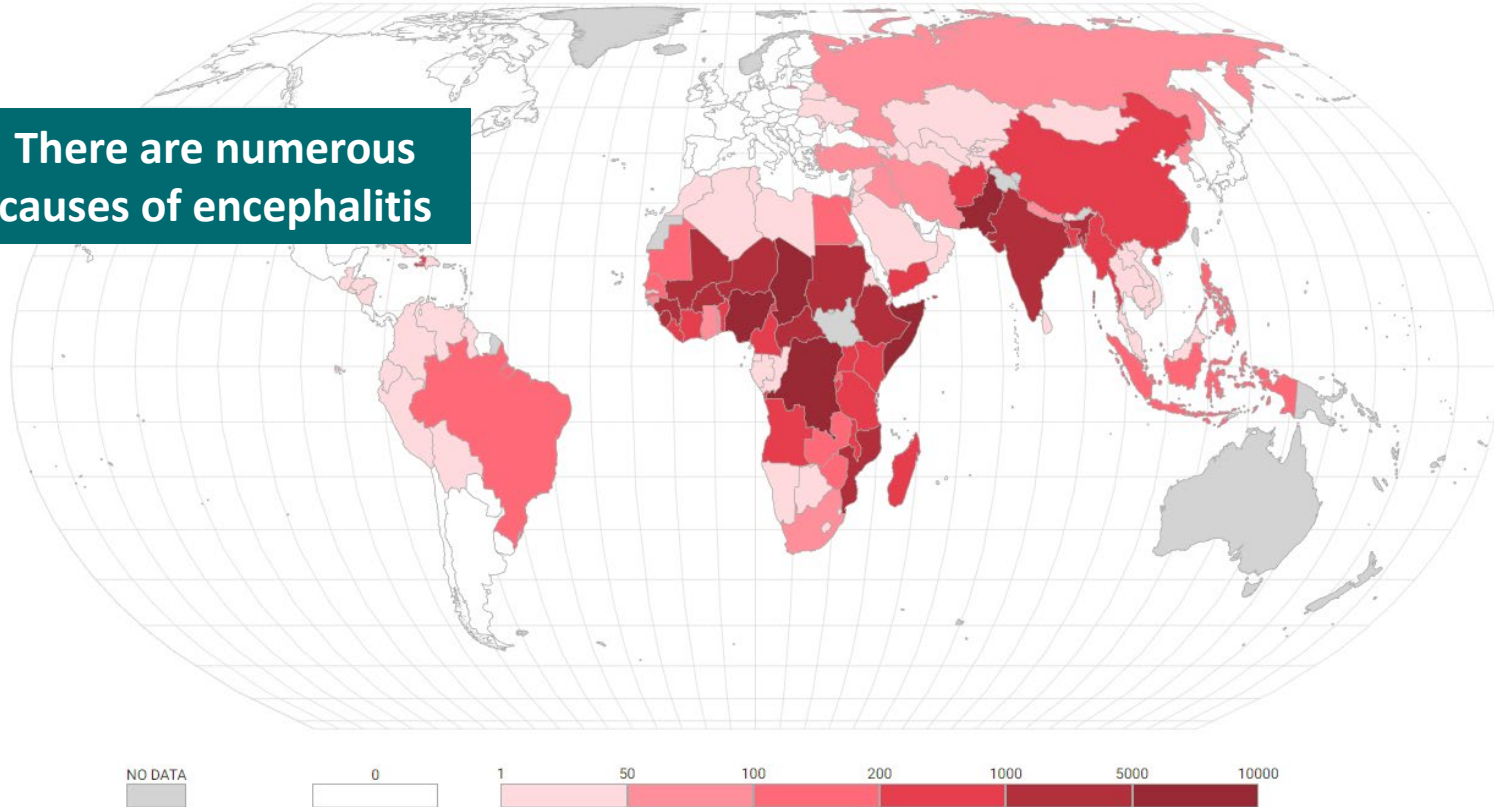 There are numerous
causes of encephalitis
NO DATA 0 1 50 100 200 1000 5000 10000